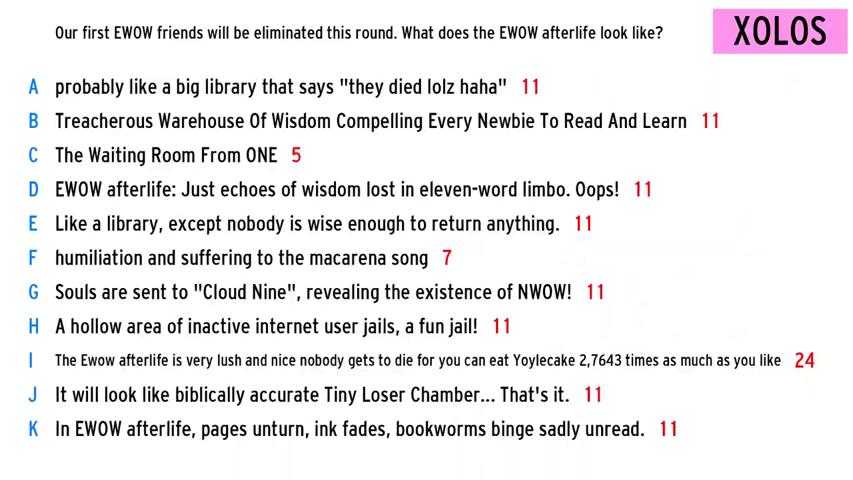 Our first EWOW friends will be eliminated this round. What does the EWOW afterlife look like?
XOLOS
A probably like a big library that says "they died lolz haha" 11
B Treacherous Warehouse Of Wisdom Compelling Every Newbie To Read And Learn 11
C The Waiting Room From ONE 5
D EWOW afterlife: Just echoes of wisdom lost in eleven-word limbo. Oops! 11
E Like a library, except nobody is wise enough to return anything. 11
F humiliation and suffering to the macarena song 7
G Souls are sent to "Cloud Nine", revealing the existence of NWOW! 11
H A hollow area of inactive internet user jails, a fun jail! 11
I The Ewow afterlife is very lush and nice nobody gets to die for you can eat Yoylecake 2,7643 times as much as you like 24
J It will look like biblically accurate Tiny Loser Chamber... That's it. 11
K In EWOW afterlife, pages unturn, ink fades, bookworms binge sadly unread. 11